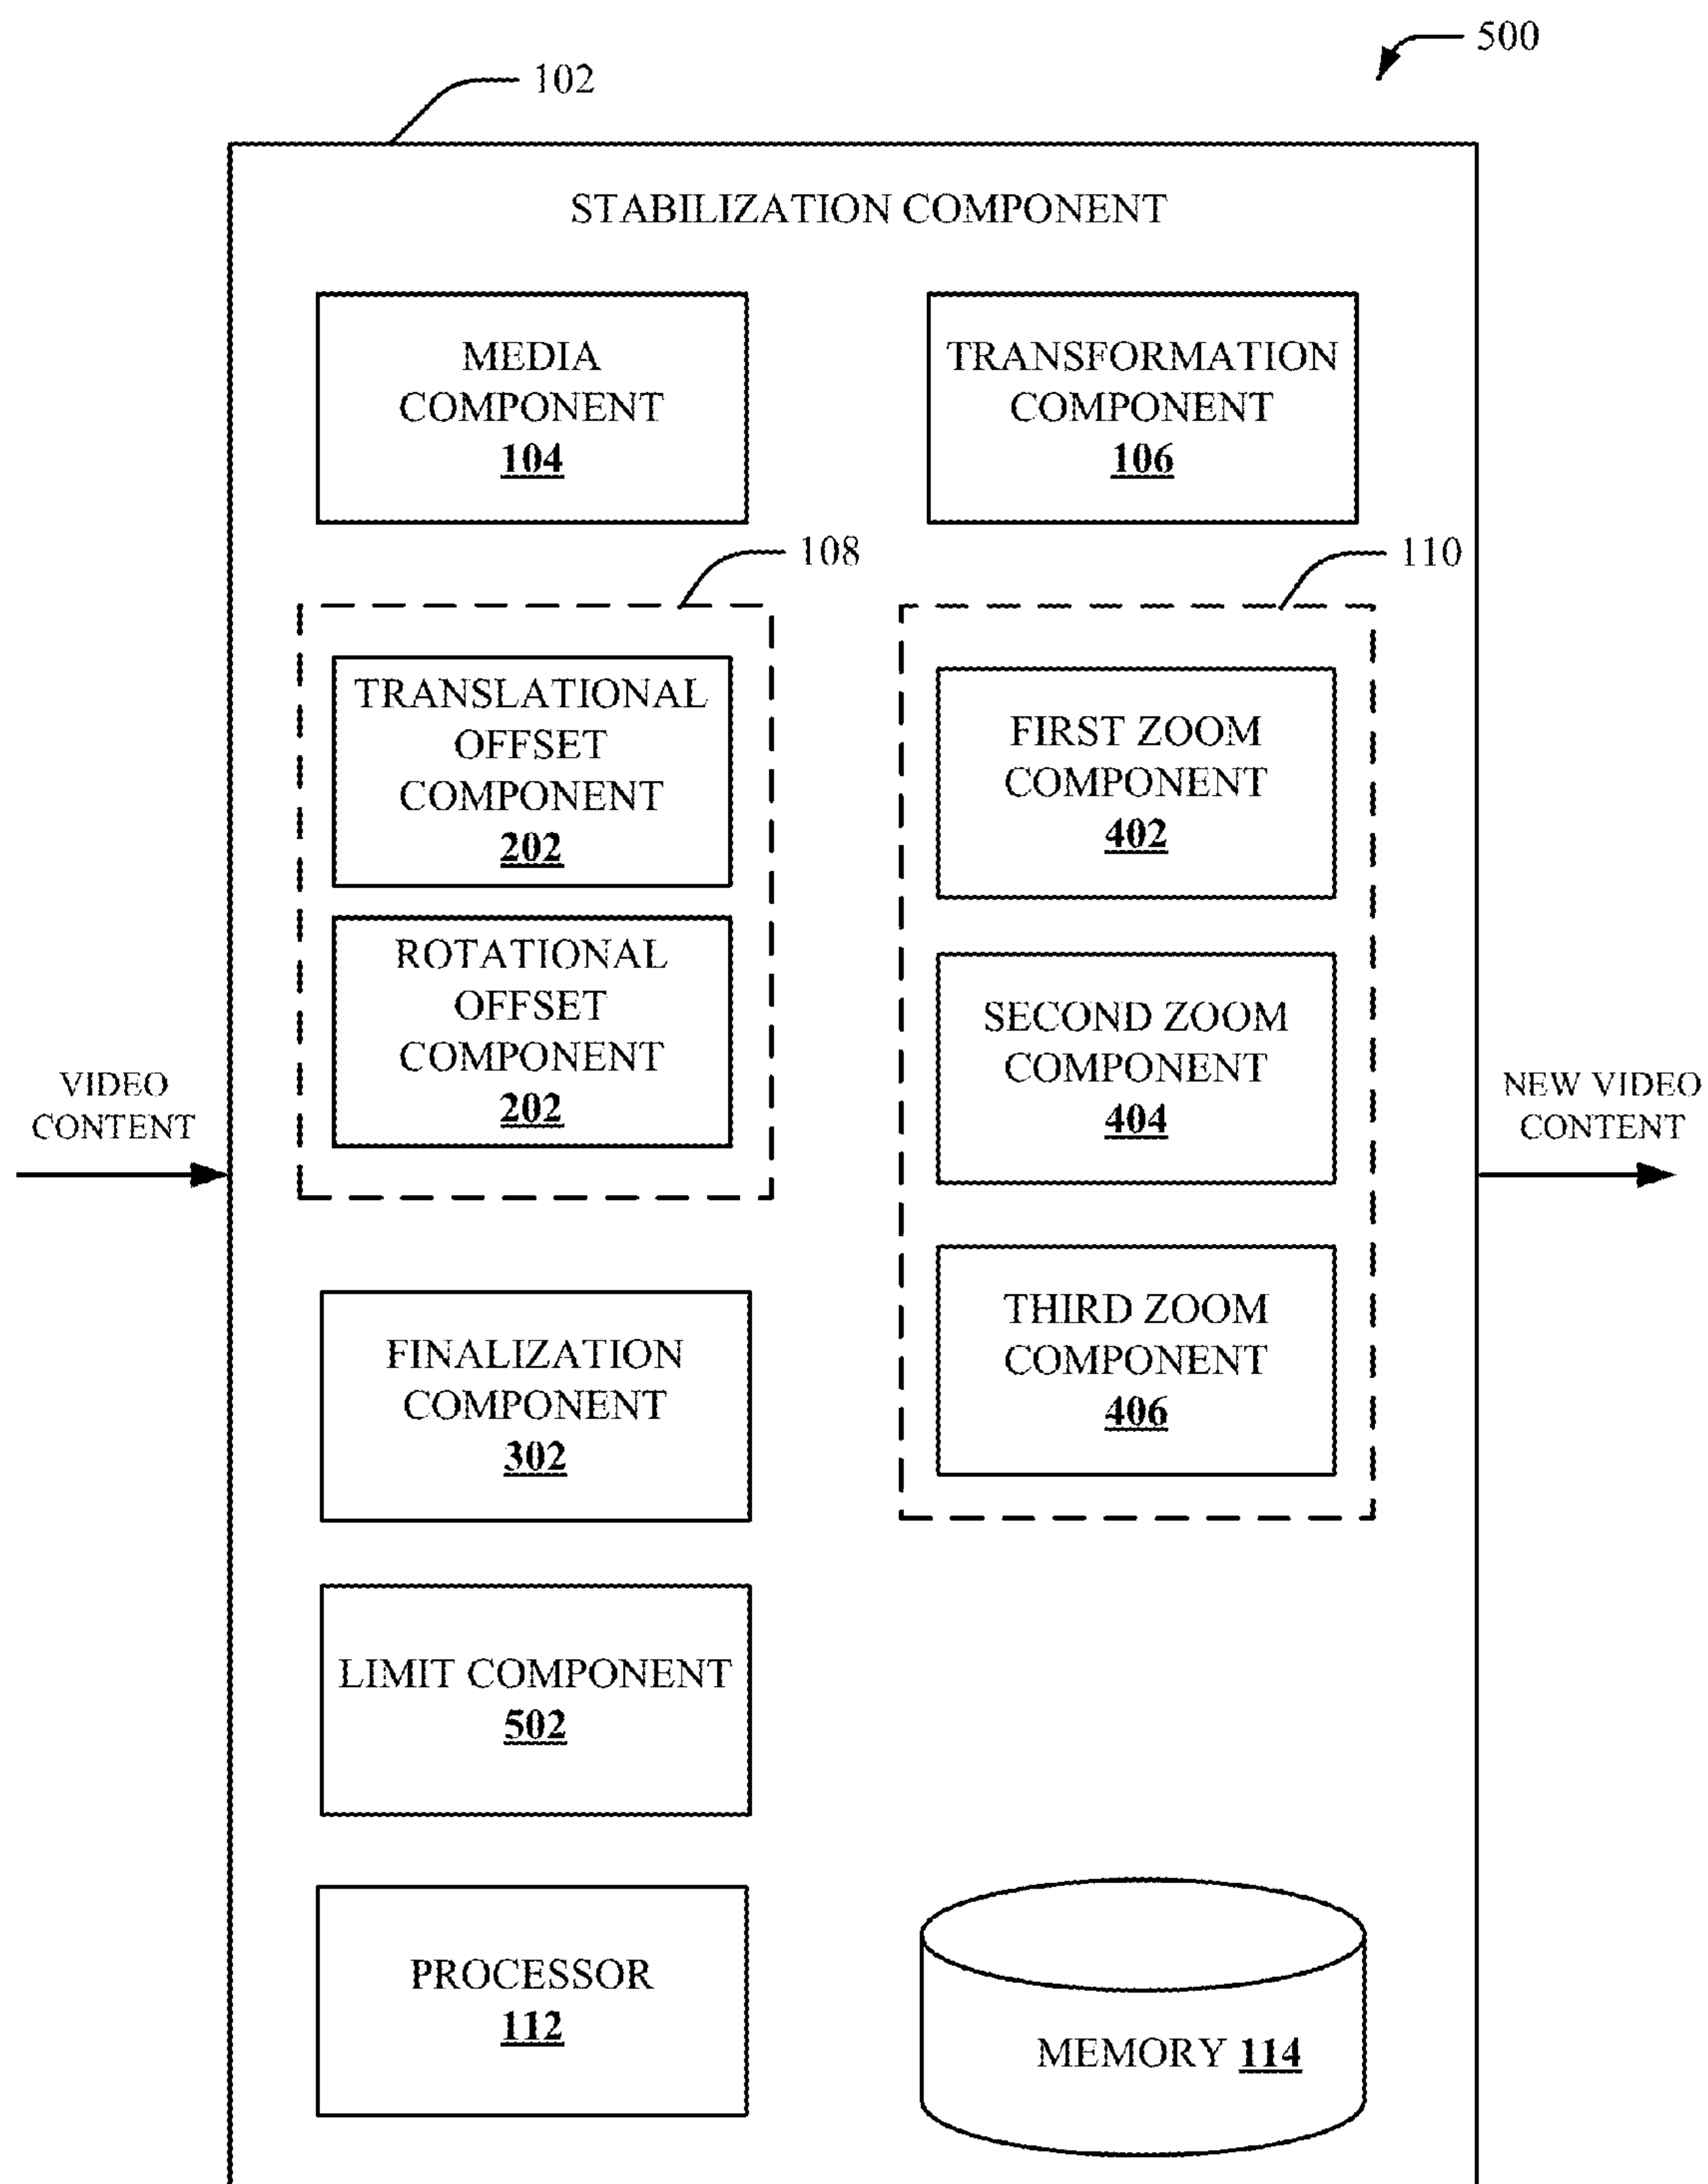 500
102
STABILIZATION COMPONENT
MEDIA
COMPONENT
104
TRANSFORMATION
COMPONENT
106
108
TRANSLATIONAL
OFFSET
COMPONENT
202
ROTATIONAL
OFFSET
COMPONENT
202
110
FIRST ZOOM
COMPONENT
402
SECOND ZOOM
COMPONENT
404
THIRD ZOOM
COMPONENT
406
VIDEO
CONTENT
NEW VIDEO
CONTENT
FINALIZATION
COMPONENT
302
LIMIT COMPONENT
502
PROCESSOR
112
MEMORY 114